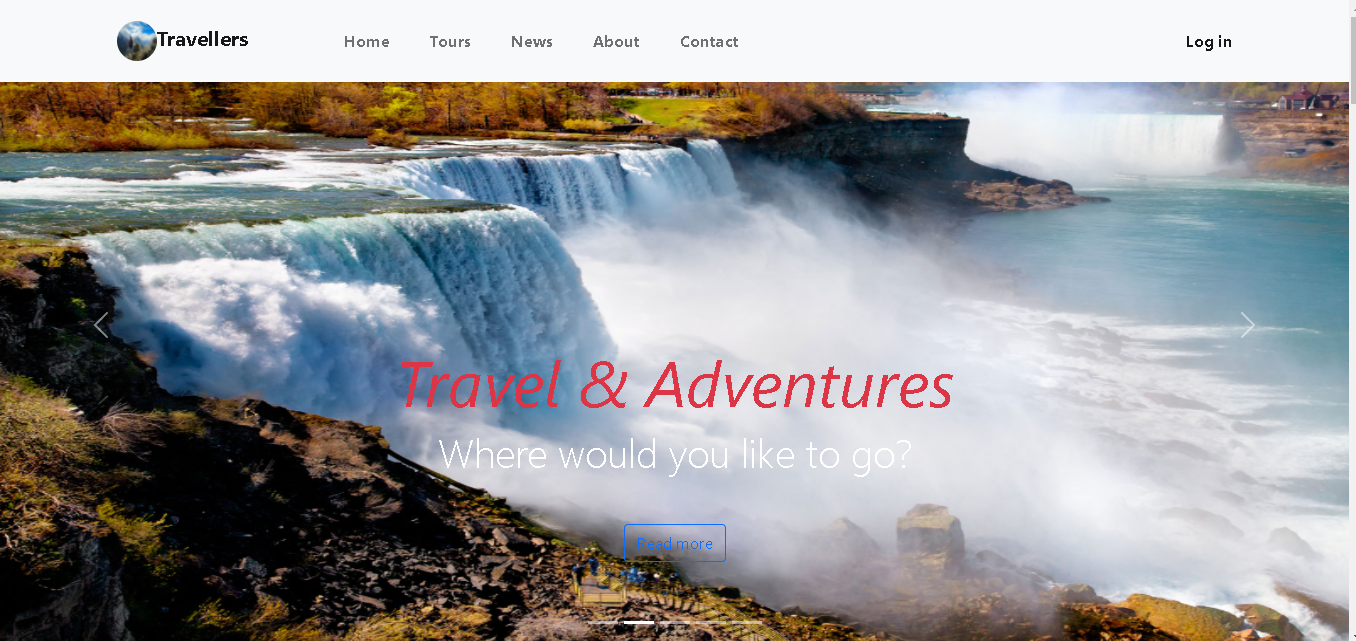 Travellers
Home Tours News About Contact
Log in
Travel & Adventures
Where would you like to go?
Read more